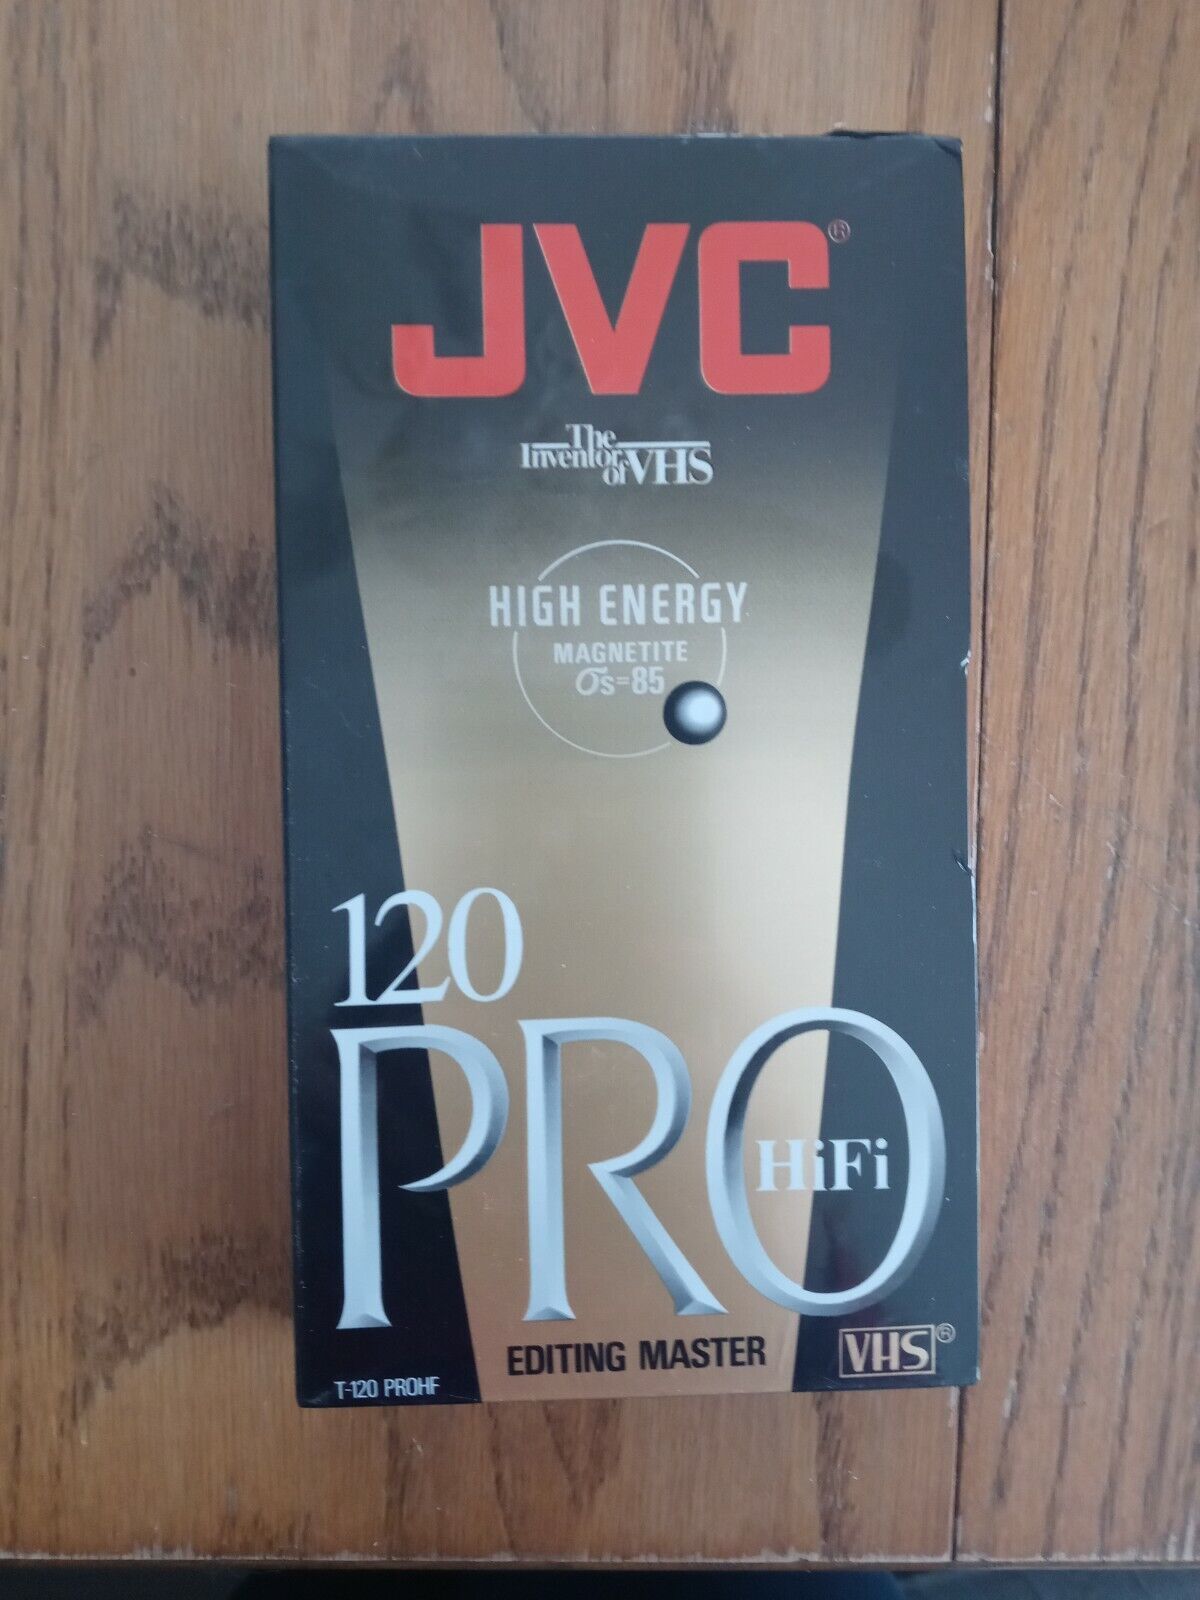 JVC®
The
Inventor
of VHS
HIGH ENERGY
MAGNETITE
σs=85
120
PRO
HiFi
EDITING MASTER
VHS®
T-120 PROHF